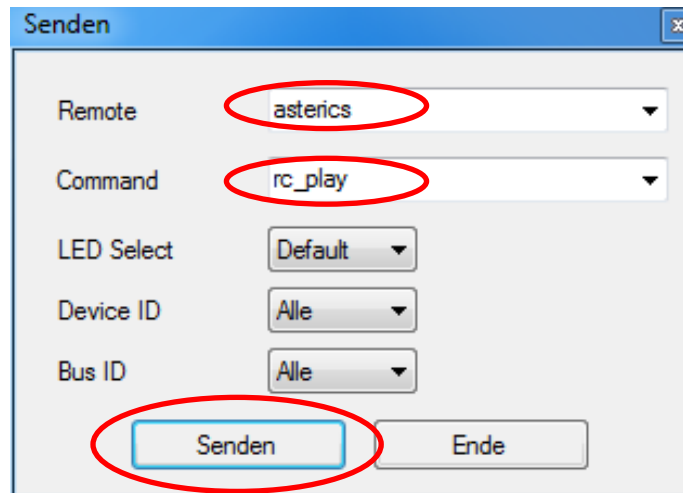 Senden
Remote asterics
Command rc_play
LED Select Default
Device ID Alle
Bus ID Alle
Senden Ende